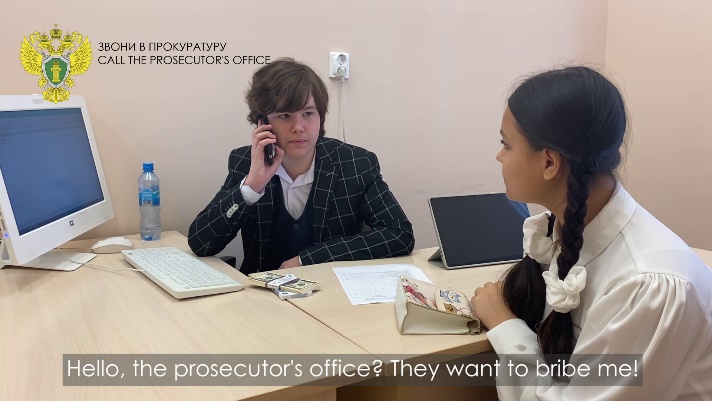 ЗВОНИ В ПРОКУРАТУРУ
CALL THE PROSECUTOR'S OFFICE
Hello, the prosecutor's office? They want to bribe me!